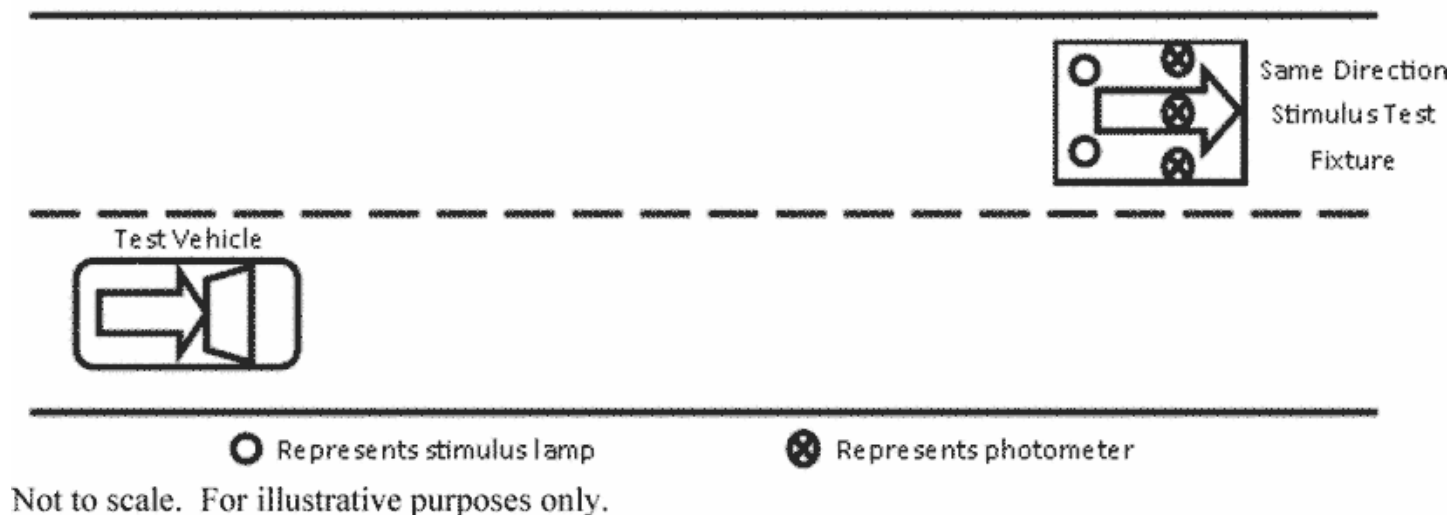 Same Direction
Stimulus Test
Fixture
Test Vehicle
Represents stimulus lamp
Represents photometer
Not to scale. For illustrative purposes only.